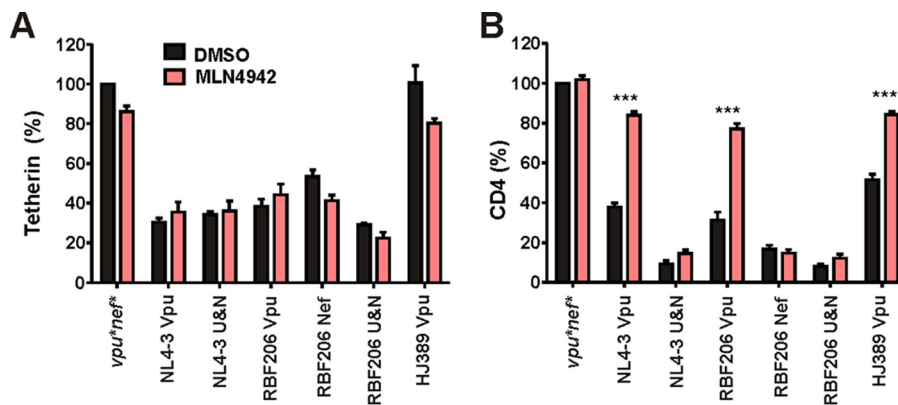 A
DMSO
MLN4942
Tetherin (%)
120
100
80
60
40
20
0
vpu*nef*
NL4-3 Vpu
NL4-3 U&N
RBF206 Vpu
RBF206 Nef
RBF206 U&N
HJ389 Vpu
B
CD4 (%)
120
100
80
60
40
20
0
***
***
***
vpu*nef*
NL4-3 Vpu
NL4-3 U&N
RBF206 Vpu
RBF206 Nef
RBF206 U&N
HJ389 Vpu